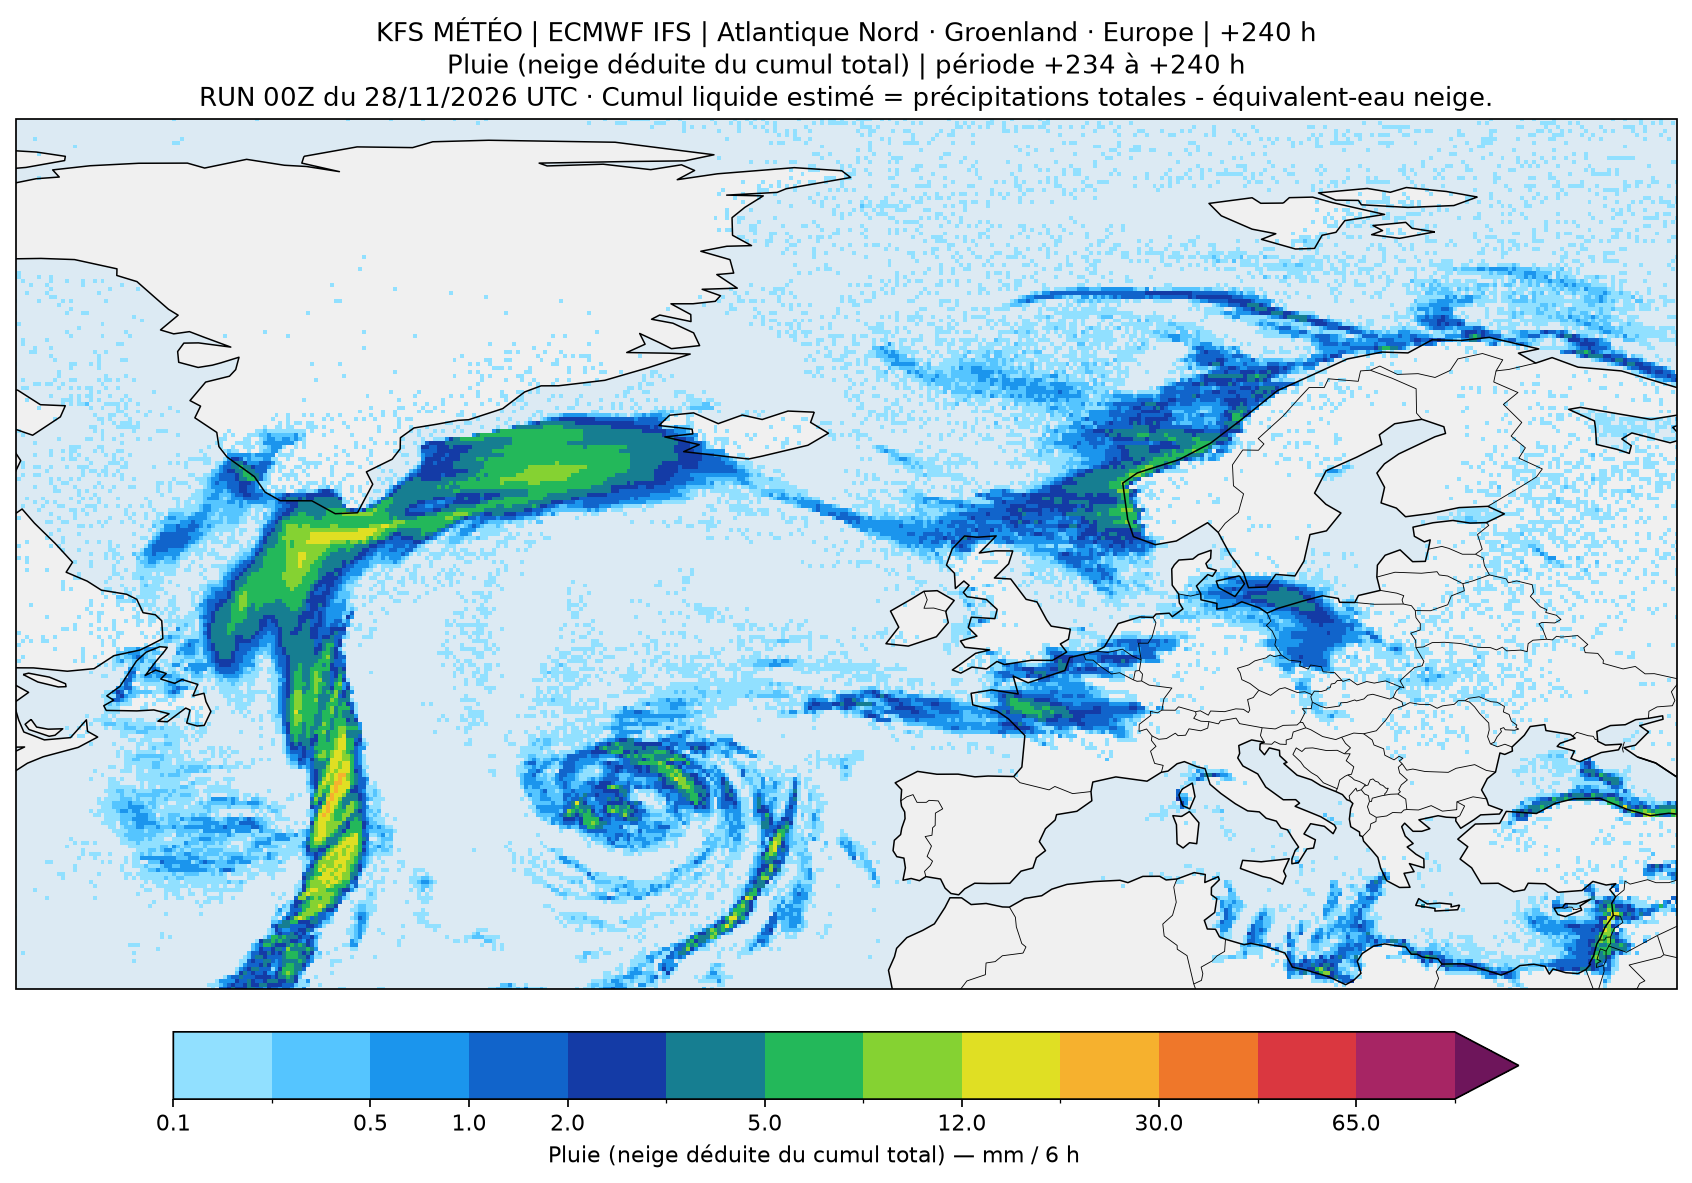 KFS MÉTÉO | ECMWF IFS | Atlantique Nord · Groenland · Europe | +240 h
Pluie (neige déduite du cumul total) | période +234 à +240 h
RUN 00Z du 28/11/2026 UTC · Cumul liquide estimé = précipitations totales - équivalent-eau neige.
0.1 0.5 1.0 2.0 5.0 12.0 30.0 65.0
Pluie (neige déduite du cumul total) — mm / 6 h